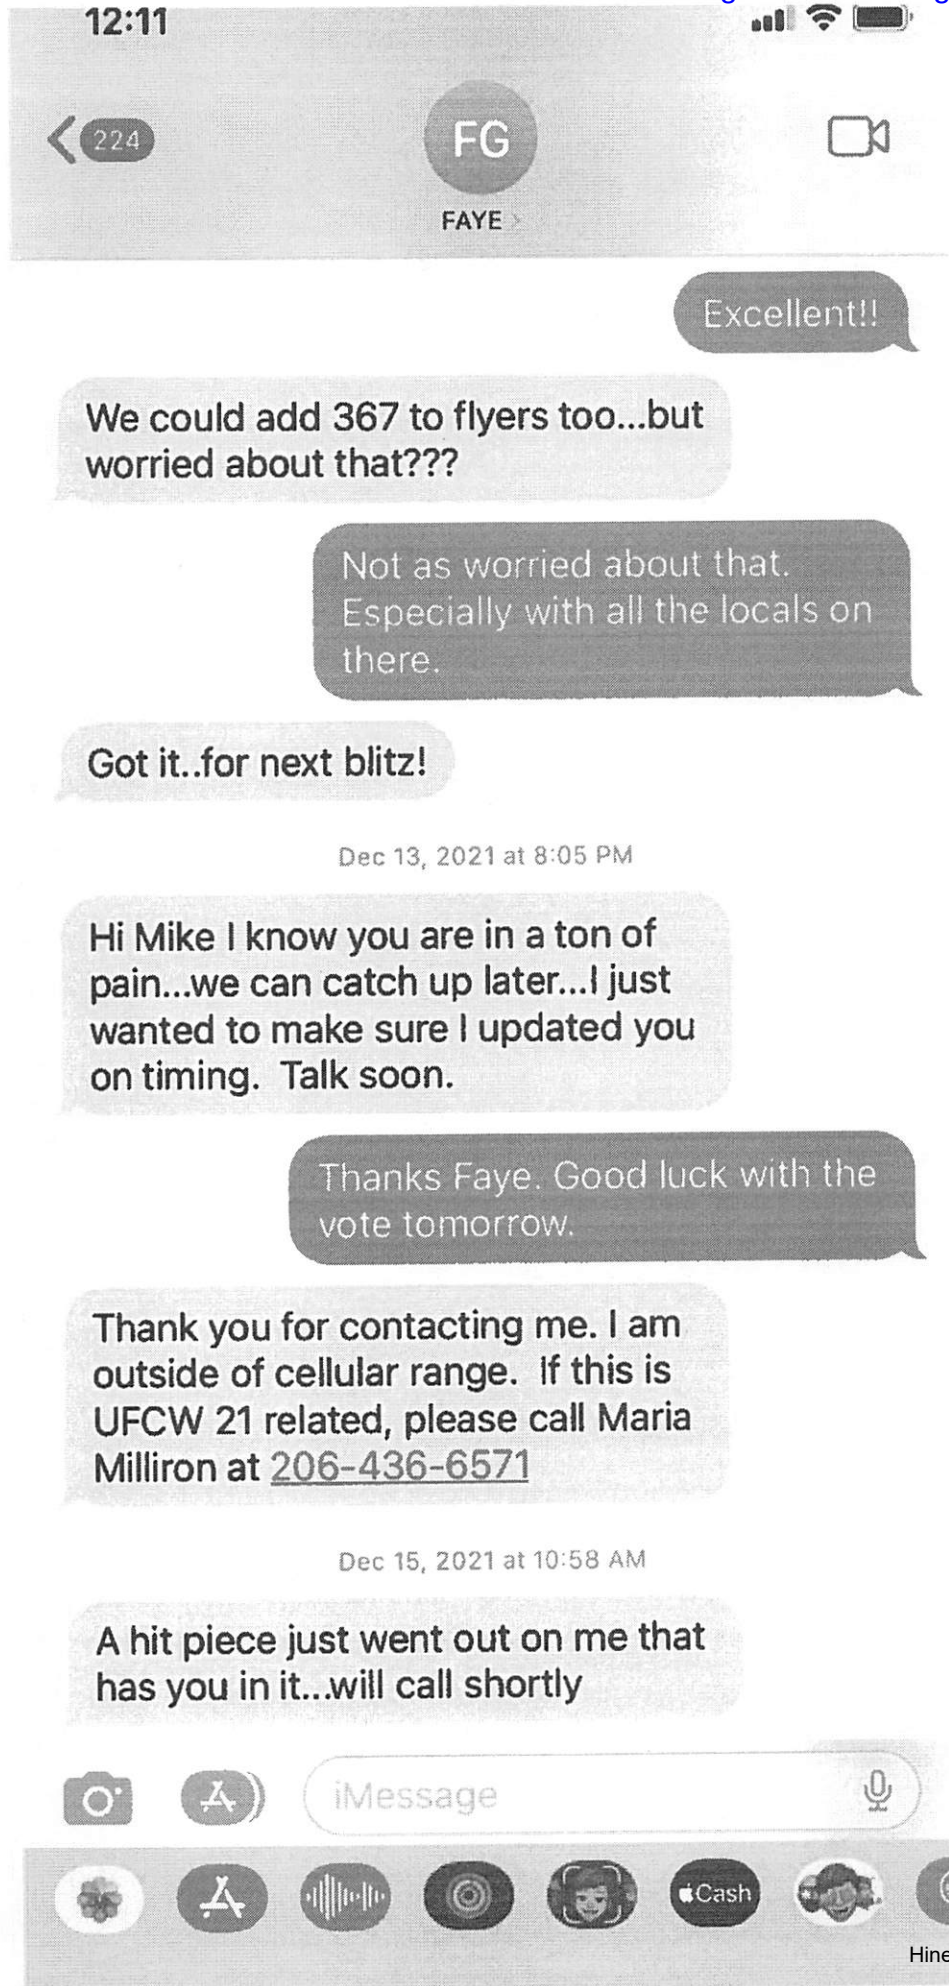 12:11
224
FG
FAYE
Excellent!!
We could add 367 to flyers too...but
worried about that???
Not as worried about that.
Especially with all the locals on
there.
Got it..for next blitz!
Dec 13, 2021 at 8:05 PM
Hi Mike I know you are in a ton of
pain...we can catch up later...I just
wanted to make sure I updated you
on timing.  Talk soon.
Thanks Faye. Good luck with the
vote tomorrow.
Thank you for contacting me. I am
outside of cellular range.  If this is
UFCW 21 related, please call Maria
Milliron at 206-436-6571
Dec 15, 2021 at 10:58 AM
A hit piece just went out on me that
has you in it...will call shortly
iMessage
Cash
Hine